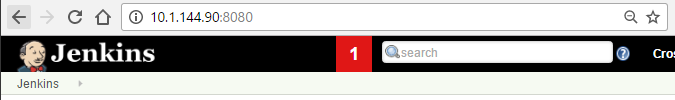 10.1.144.90:8080
Jenkins 1 search ? Cros
Jenkins